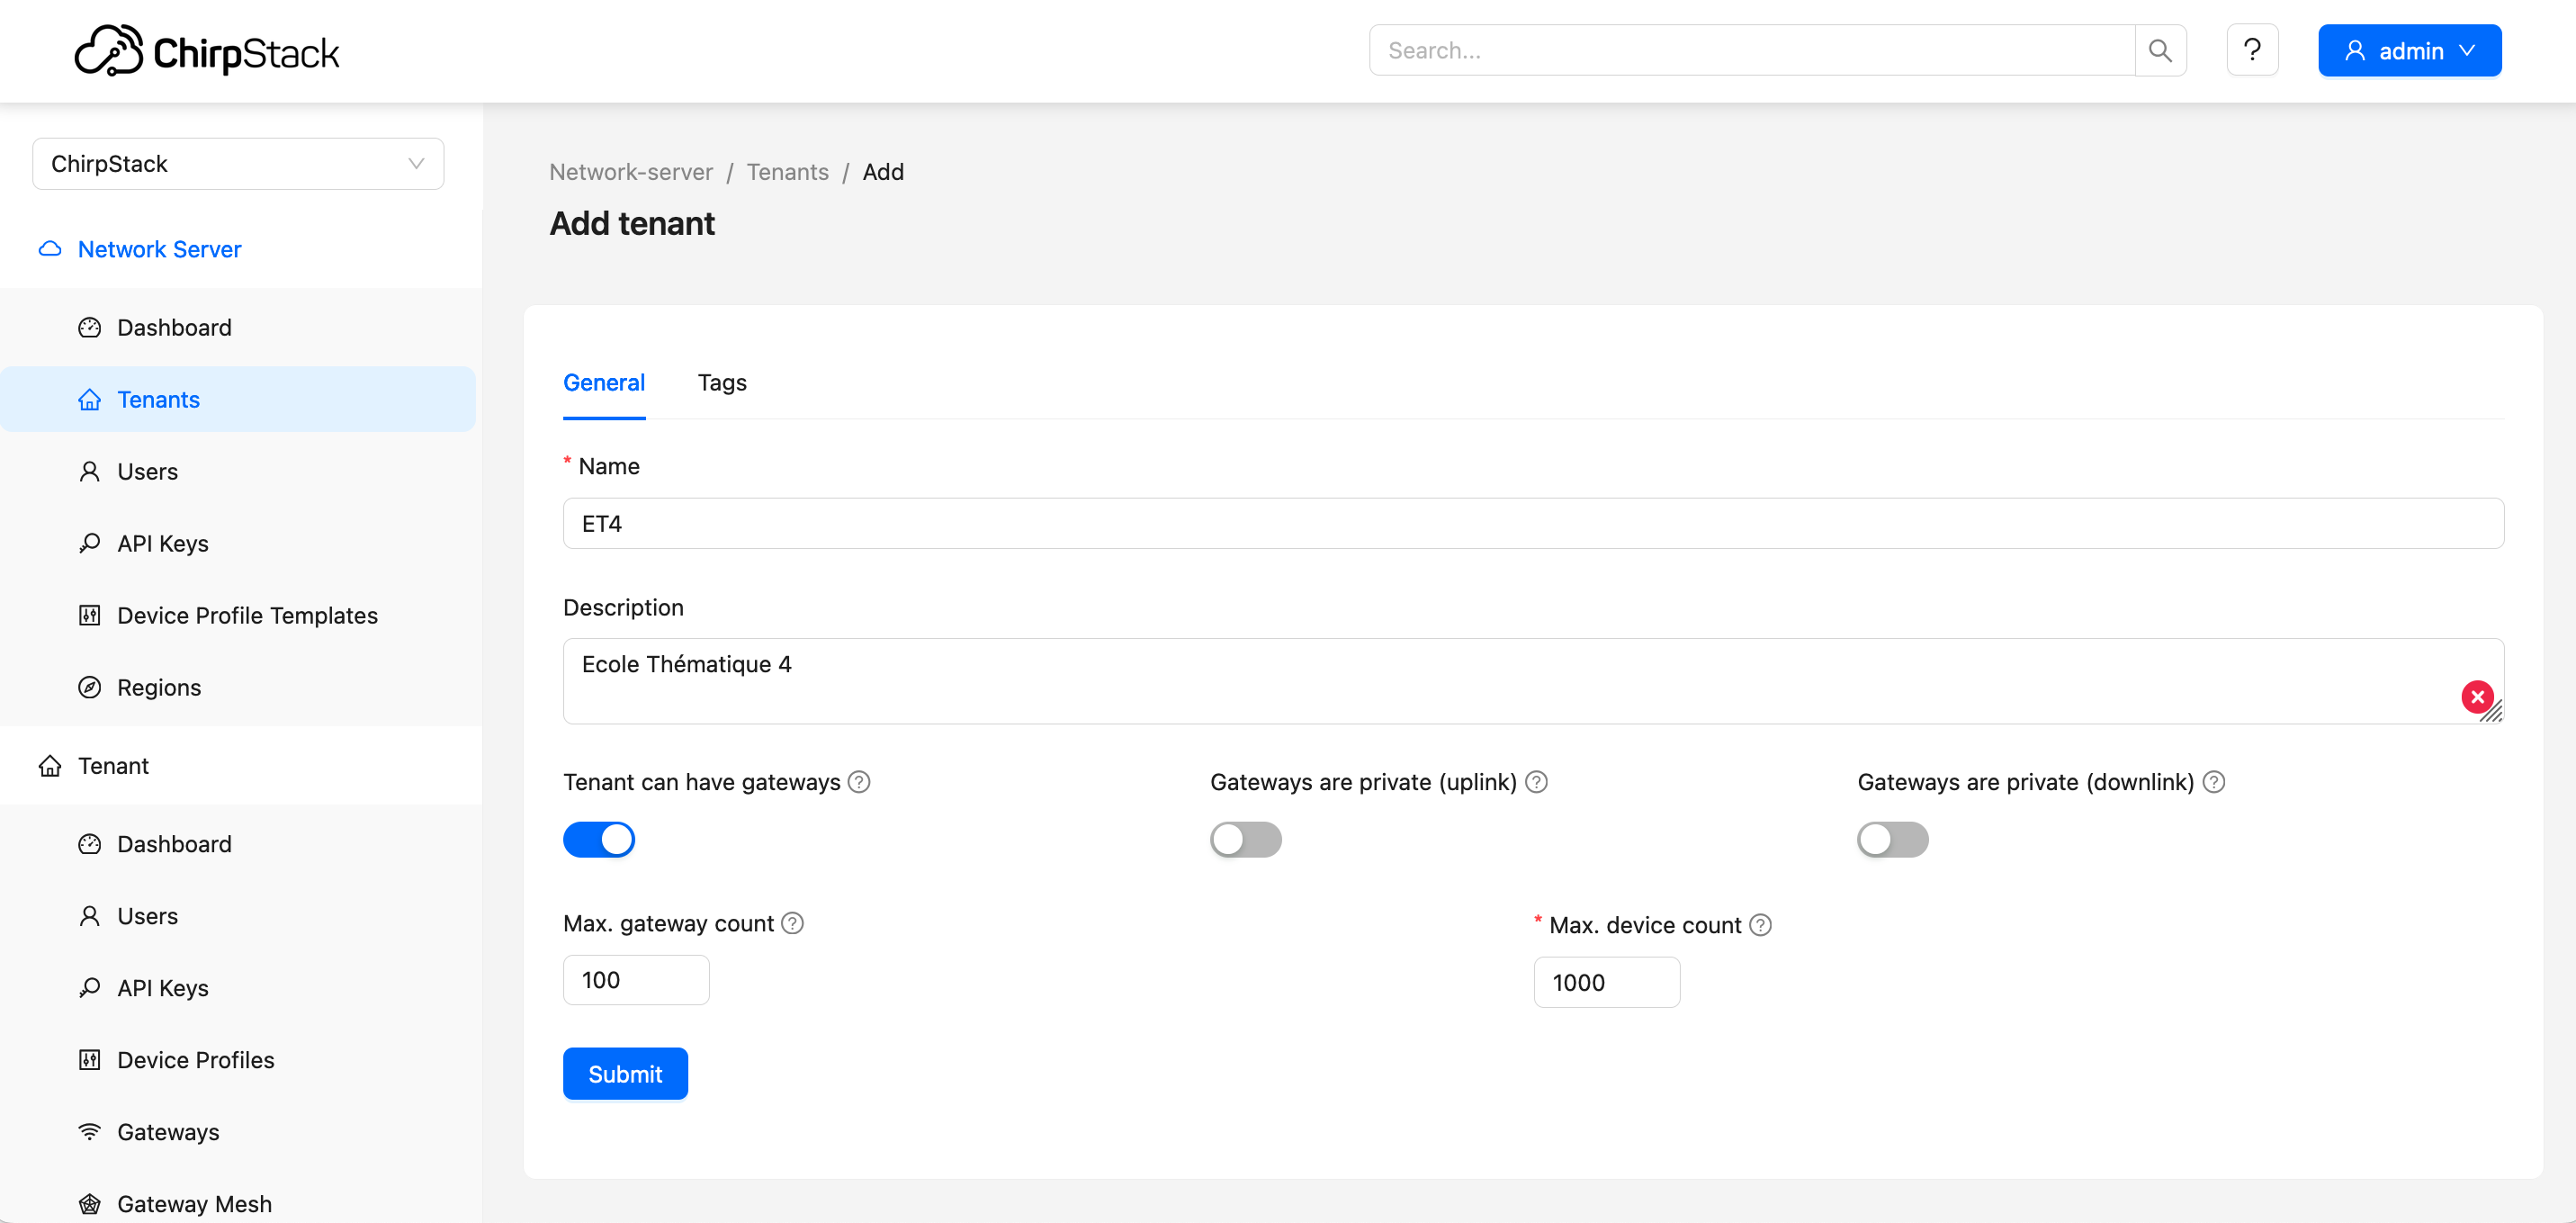 ChirpStack
Search...
?
admin
ChirpStack
Network Server
Dashboard
Tenants
Users
API Keys
Device Profile Templates
Regions
Tenant
Dashboard
Users
API Keys
Device Profiles
Gateways
Gateway Mesh
Network-server / Tenants / Add
Add tenant
General Tags
* Name
ET4
Description
Ecole Thématique 4
Tenant can have gateways ? Gateways are private (uplink) ? Gateways are private (downlink) ?
Max. gateway count ? * Max. device count ?
100 1000
Submit